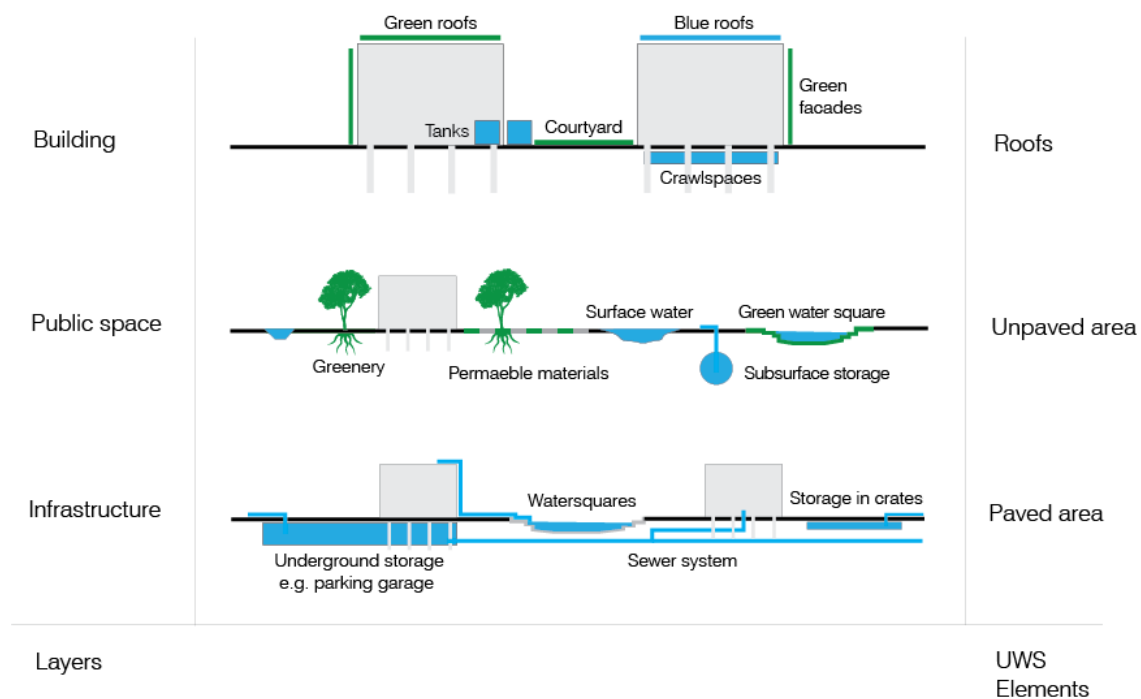 Green roofs
Blue roofs
Green
facades
Building
Tanks
Courtyard
Roofs
Crawlspaces
Public space
Surface water
Green water square
Unpaved area
Greenery
Permaeble materials
Subsurface storage
Infrastructure
Watersquares
Storage in crates
Paved area
Underground storage
e.g. parking garage
Sewer system
Layers
UWS
Elements